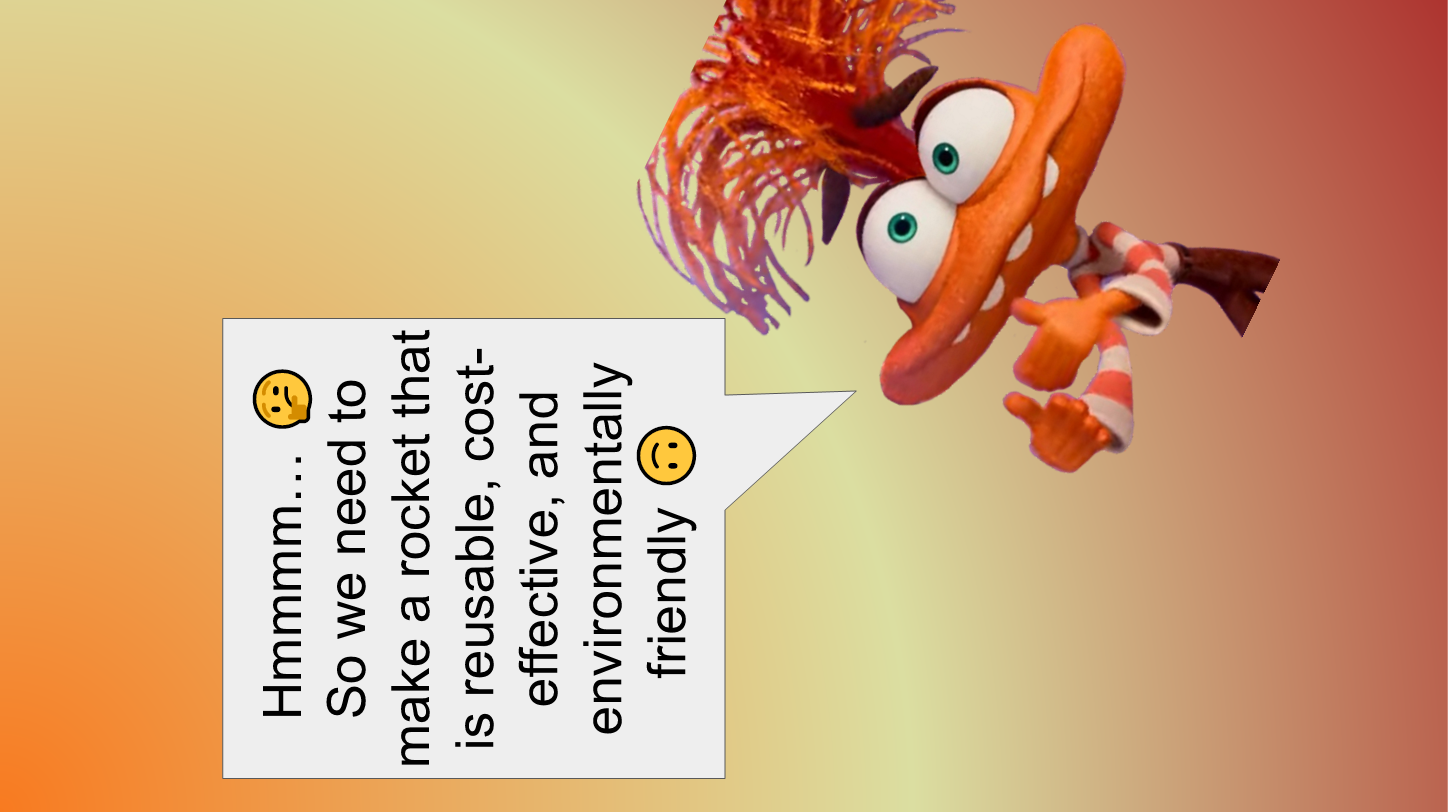 Hmmmm… 🤔
So we need to
make a rocket that
is reusable, cost-
effective, and
environmentally
friendly 🙂